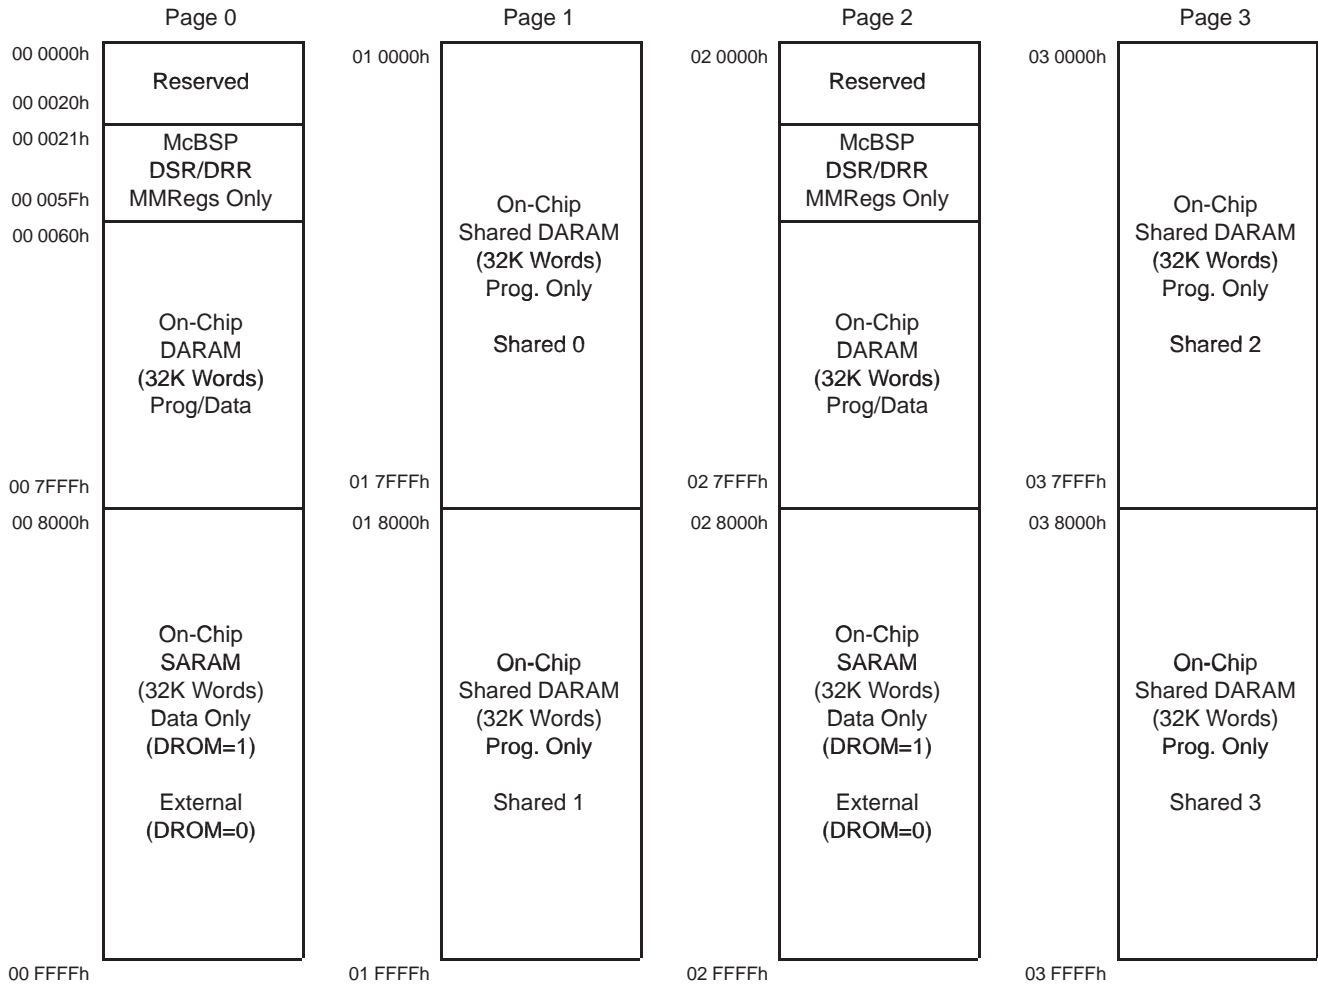 Page 0
Page 1
Page 2
Page 3
00 0000h
Reserved
00 0020h
00 0021h
McBSP
DSR/DRR
MMRegs Only
00 005Fh
00 0060h
On-Chip
DARAM
(32K Words)
Prog/Data
00 7FFFh
00 8000h
On-Chip
SARAM
(32K Words)
Data Only
(DROM=1)
External
(DROM=0)
00 FFFFh
01 0000h
On-Chip
Shared DARAM
(32K Words)
Prog. Only
Shared 0
01 7FFFh
01 8000h
On-Chip
Shared DARAM
(32K Words)
Prog. Only
Shared 1
01 FFFFh
02 0000h
Reserved
McBSP
DSR/DRR
MMRegs Only
On-Chip
DARAM
(32K Words)
Prog/Data
02 7FFFh
02 8000h
On-Chip
SARAM
(32K Words)
Data Only
(DROM=1)
External
(DROM=0)
02 FFFFh
03 0000h
On-Chip
Shared DARAM
(32K Words)
Prog. Only
Shared 2
03 7FFFh
03 8000h
On-Chip
Shared DARAM
(32K Words)
Prog. Only
Shared 3
03 FFFFh